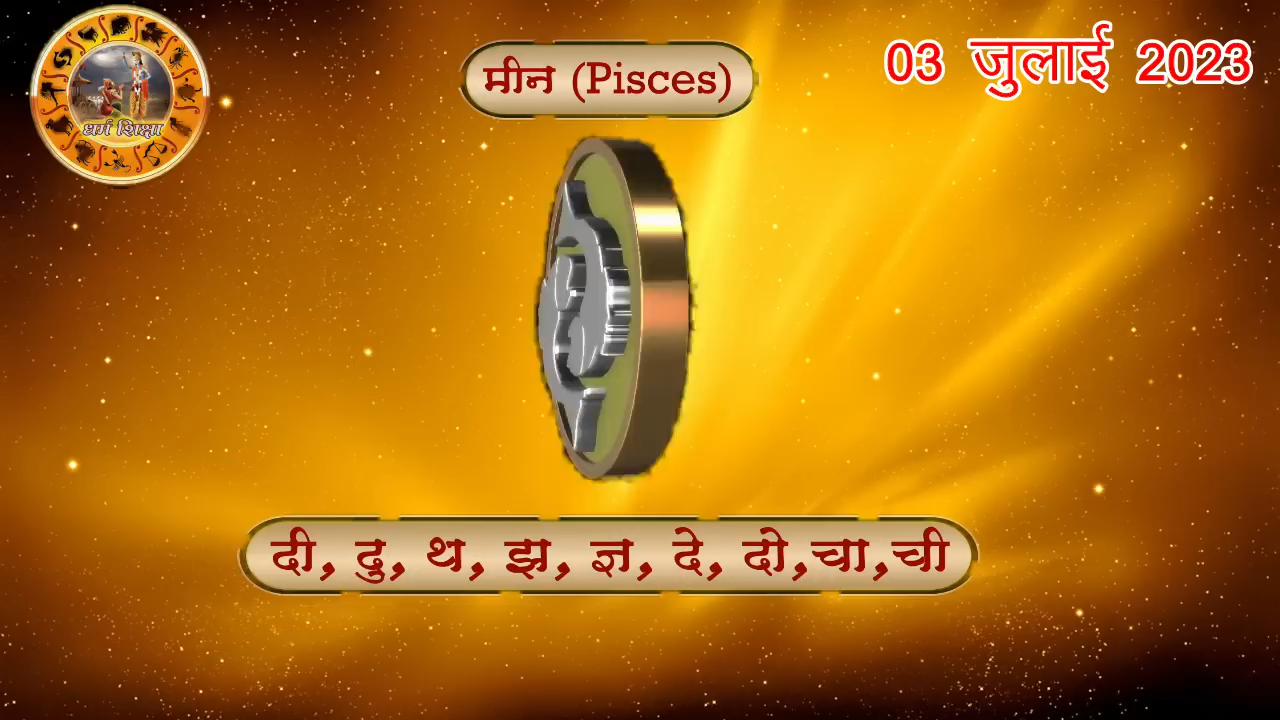 धर्म शिक्षा
मीन (Pisces)
03 जुलाई 2023
दी, दु, थ, झ, ज्ञ, दे, दो,चा,ची